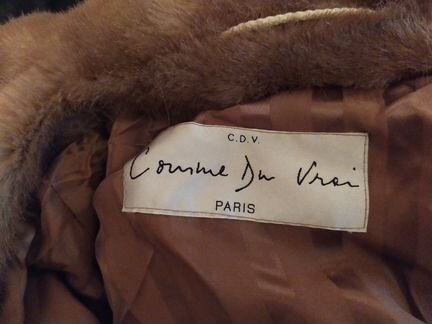 C.D.V.
Comme Du Vrai
PARIS